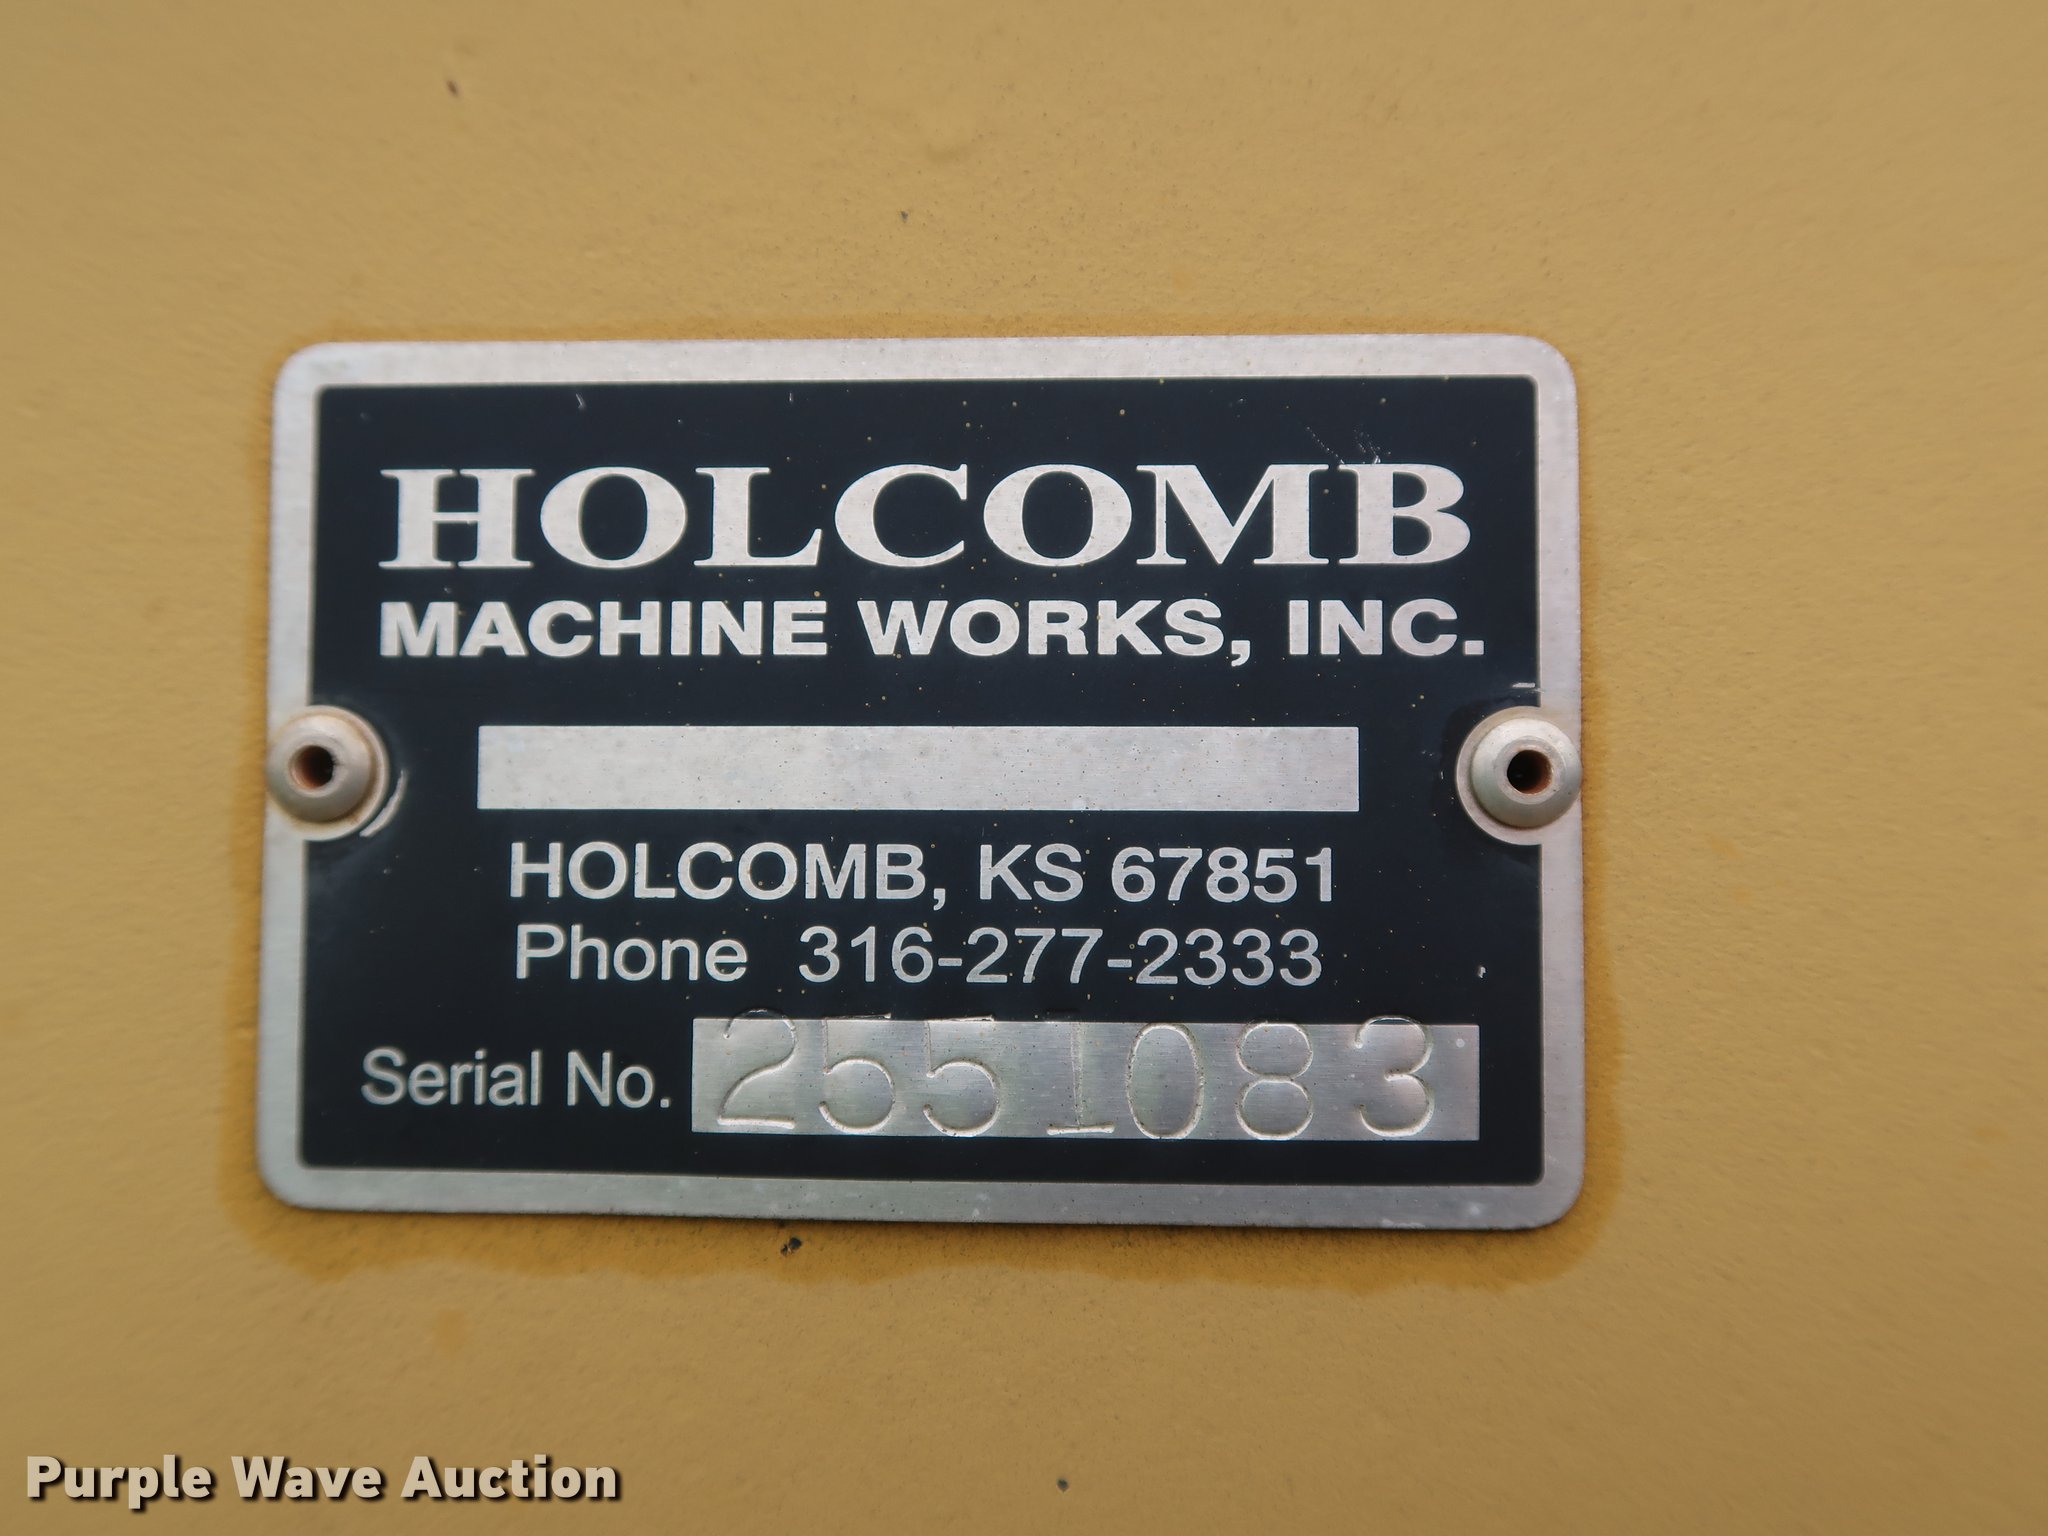 HOLCOMB
MACHINE WORKS, INC.
HOLCOMB, KS 67851
Phone 316-277-2333
Serial No. 2551083
Purple Wave Auction